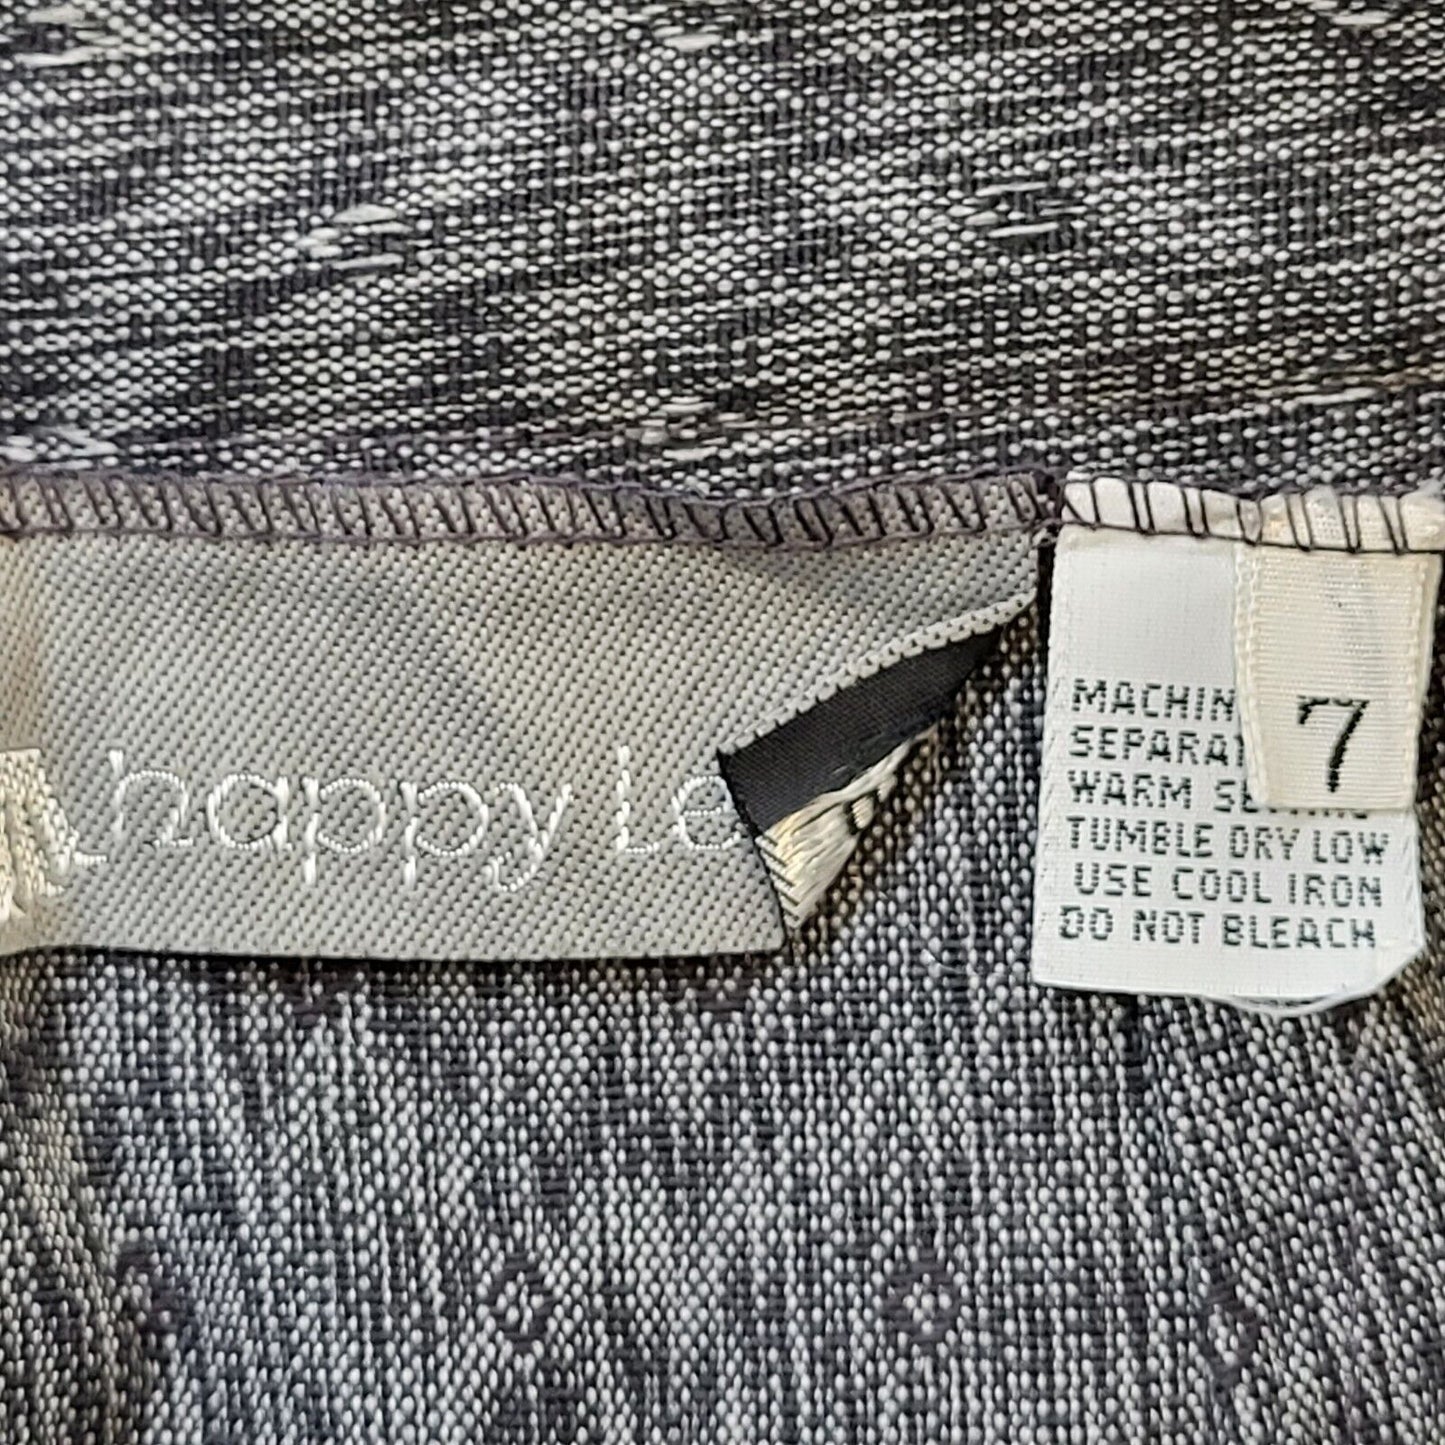 happy Le
7
MACHIN
SEPARAT
WARM SE
TUMBLE DRY LOW
USE COOL IRON
DO NOT BLEACH